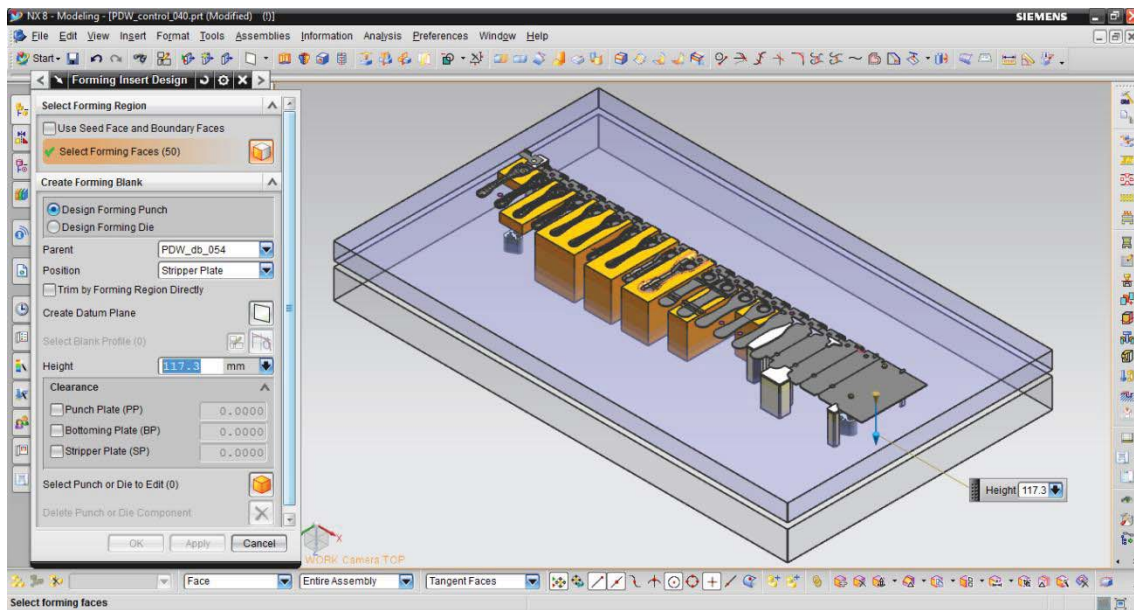 NX 8 - Modeling - [PDW_control_040.prt (Modified) (!)]
SIEMENS
File Edit View Insert Format Tools Assemblies Information Analysis Preferences Window Help
Start
Forming Insert Design
Select Forming Region
Use Seed Face and Boundary Faces
Select Forming Faces (50)
Create Forming Blank
Design Forming Punch
Design Forming Die
Parent PDW_db_054
Position Stripper Plate
Trim by Forming Region Directly
Create Datum Plane
Select Blank Profile (0)
Height 117.3 mm
Clearance
Punch Plate (PP) 0.0000
Bottoming Plate (BP) 0.0000
Stripper Plate (SP) 0.0000
Select Punch or Die to Edit (0)
Delete Punch or Die Component
OK Apply Cancel
Height 117.3
X
WORK Camera TOP
Face Entire Assembly Tangent Faces
Select forming faces